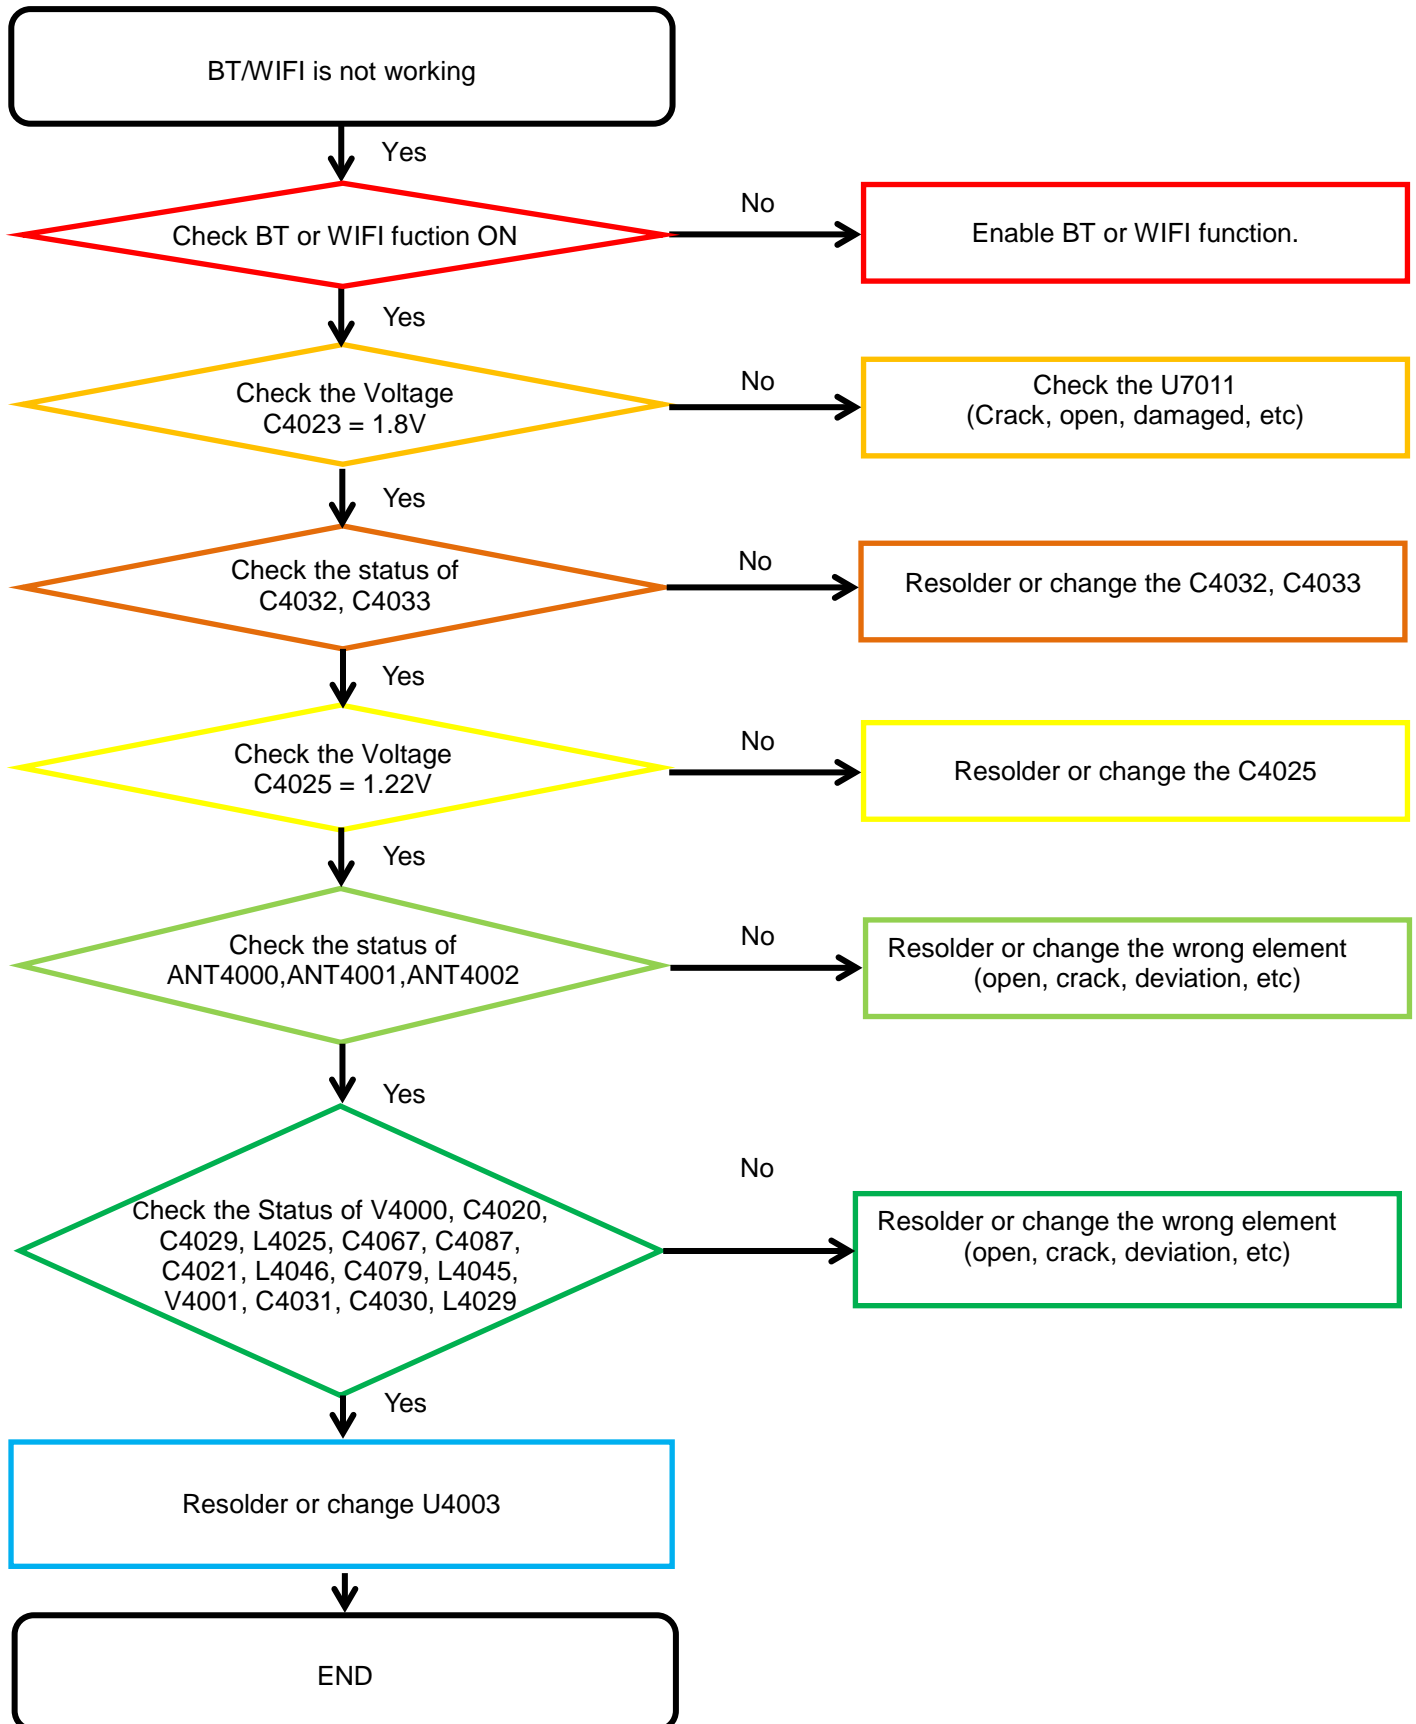 BT/WIFI is not working
Yes
Check BT or WIFI fuction ON
No
Enable BT or WIFI function.
Yes
Check the Voltage
C4023 = 1.8V
No
Check the U7011
(Crack, open, damaged, etc)
Yes
Check the status of
C4032, C4033
No
Resolder or change the C4032, C4033
Yes
Check the Voltage
C4025 = 1.22V
No
Resolder or change the C4025
Yes
Check the status of
ANT4000,ANT4001,ANT4002
No
Resolder or change the wrong element
(open, crack, deviation, etc)
Yes
Check the Status of V4000, C4020,
C4029, L4025, C4067, C4087,
C4021, L4046, C4079, L4045,
V4001, C4031, C4030, L4029
No
Resolder or change the wrong element
(open, crack, deviation, etc)
Yes
Resolder or change U4003
END